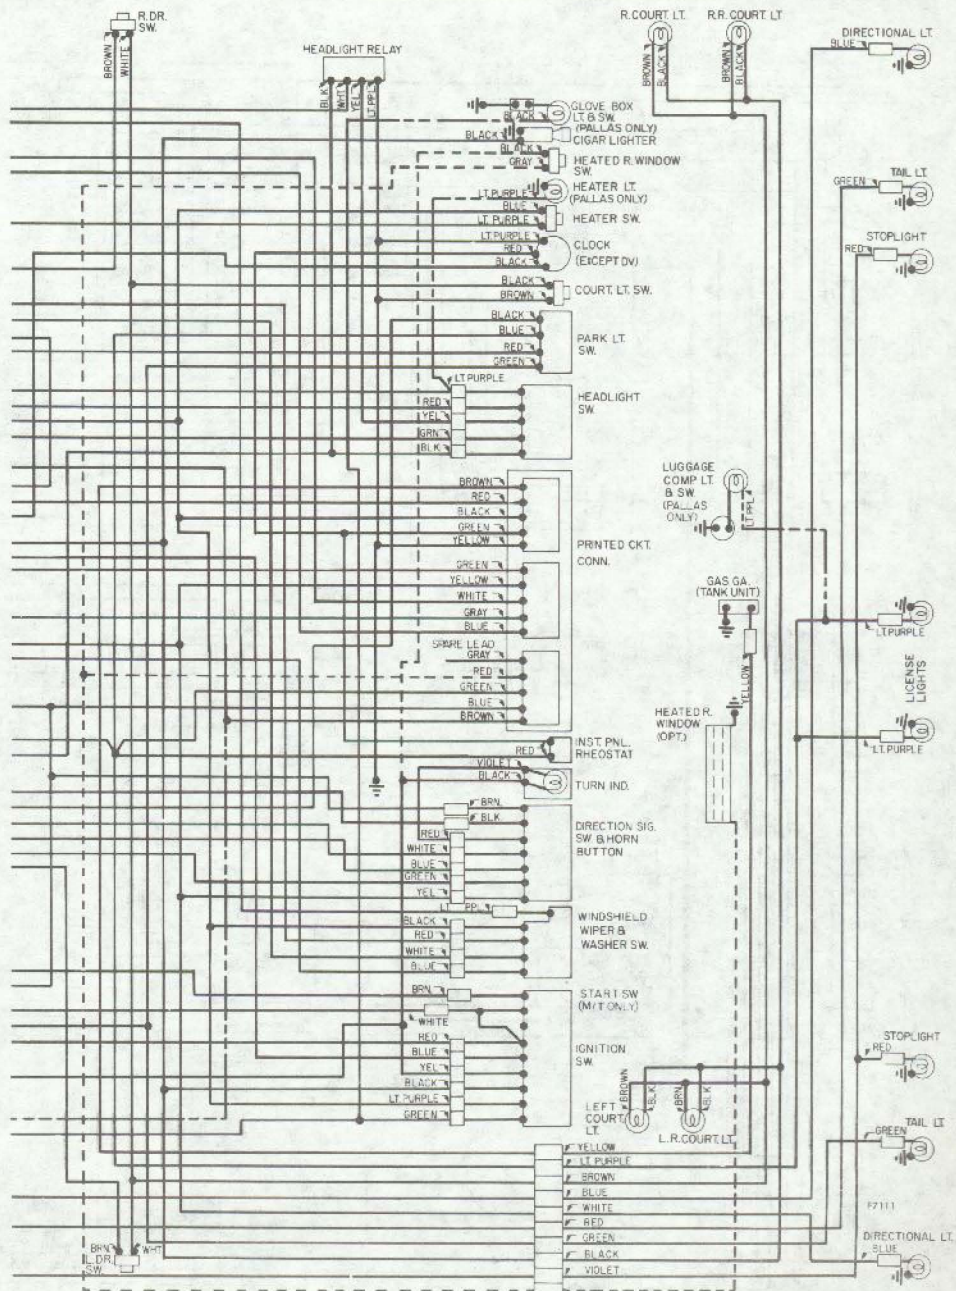 R. DR.
SW.
BROWN
WHITE
HEADLIGHT RELAY
BLK
WHT
YEL
LT. PPL
R. COURT. LT.
BROWN
BLACK
R.R. COURT. LT
BROWN
BLACK
DIRECTIONAL LT.
BLUE
BLACK
GLOVE BOX
LT. & SW.
(PALLAS ONLY)
BLACK
CIGAR LIGHTER
BLACK
GRAY
HEATED R. WINDOW
SW.
LT. PURPLE
HEATER LT.
(PALLAS ONLY)
BLUE
LT. PURPLE
HEATER SW.
LT. PURPLE
RED
BLACK
CLOCK
(EXCEPT DV)
BLACK
BROWN
COURT. LT. SW.
BLACK
BLUE
RED
GREEN
PARK LT.
SW.
LT. PURPLE
RED
YEL
GRN
BLK
HEADLIGHT
SW.
TAIL LT.
GREEN
STOPLIGHT
RED
BROWN
RED
BLACK
GREEN
YELLOW
PRINTED CKT.
CONN.
GREEN
YELLOW
WHITE
GRAY
BLUE
SPARE LEAD
GRAY
RED
GREEN
BLUE
BROWN
LUGGAGE
COMP LT.
& SW.
(PALLAS
ONLY)
LT. PPL
GAS GA.
(TANK UNIT)
YELLOW
HEATED R.
WINDOW
(OPT.)
LT. PURPLE
LICENSE
LIGHTS
LT. PURPLE
RED
INST. PNL.
RHEOSTAT
VIOLET
BLACK
TURN IND.
BRN.
BLK
RED
WHITE
BLUE
GREEN
YEL
DIRECTION SIG.
SW. & HORN
BUTTON
LT. PPL
BLACK
RED
WHITE
BLUE
WINDSHIELD
WIPER &
WASHER SW.
BRN.
WHITE
START SW
(M/T ONLY)
RED
BLUE
YEL
BLACK
LT. PURPLE
GREEN
IGNITION
SW.
BROWN
BLK
LEFT
COURT.
LT.
BRN
BLK
L.R. COURT. LT.
STOPLIGHT
RED
TAIL LT.
GREEN
YELLOW
LT PURPLE
BROWN
BLUE
WHITE
RED
GREEN
BLACK
VIOLET
F2111
DIRECTIONAL LT.
BLUE
BRN
WHT
L. DR.
SW.